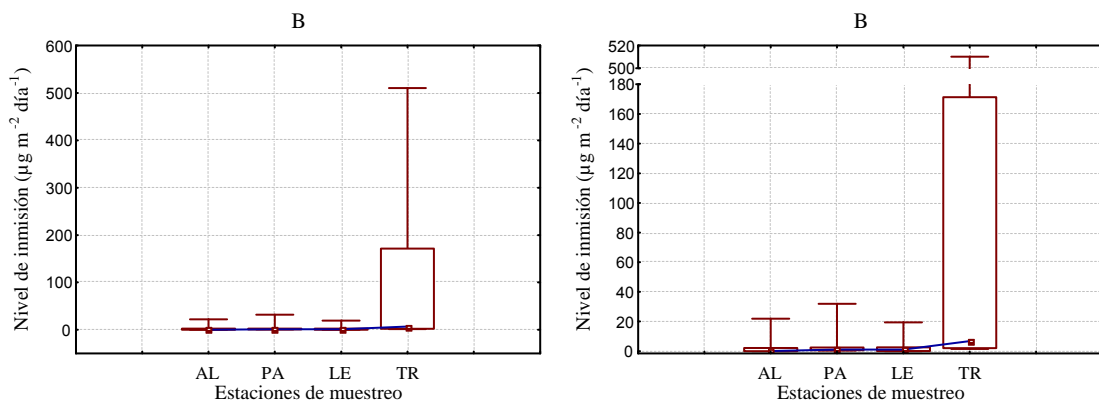 B
Nivel de inmisión (µg m⁻² día⁻¹)
600
500
400
300
200
100
0
AL PA LE TR
Estaciones de muestreo
B
Nivel de inmisión (µg m⁻² día⁻¹)
520
500
180
160
140
120
100
80
60
40
20
0
AL PA LE TR
Estaciones de muestreo